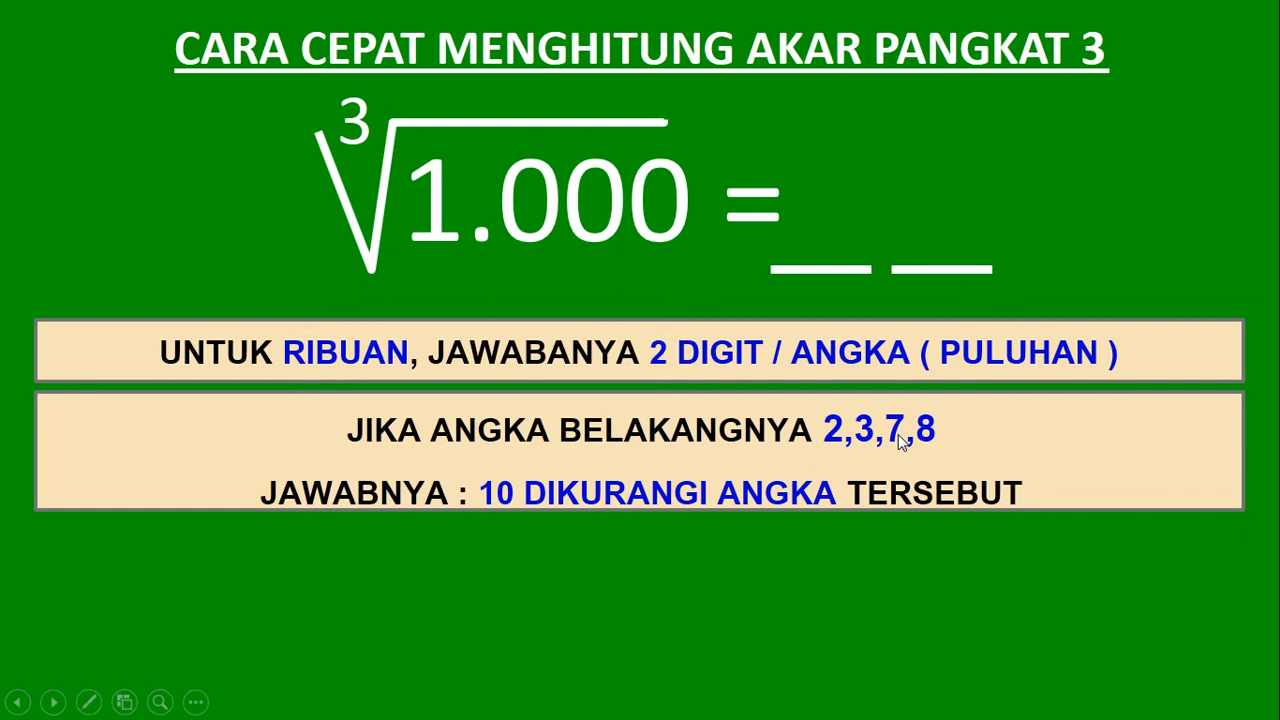 CARA CEPAT MENGHITUNG AKAR PANGKAT 3
3
√1.000 = __ __
UNTUK RIBUAN, JAWABANYA 2 DIGIT / ANGKA ( PULUHAN )
JIKA ANGKA BELAKANGNYA 2,3,7,8
JAWABNYA : 10 DIKURANGI ANGKA TERSEBUT